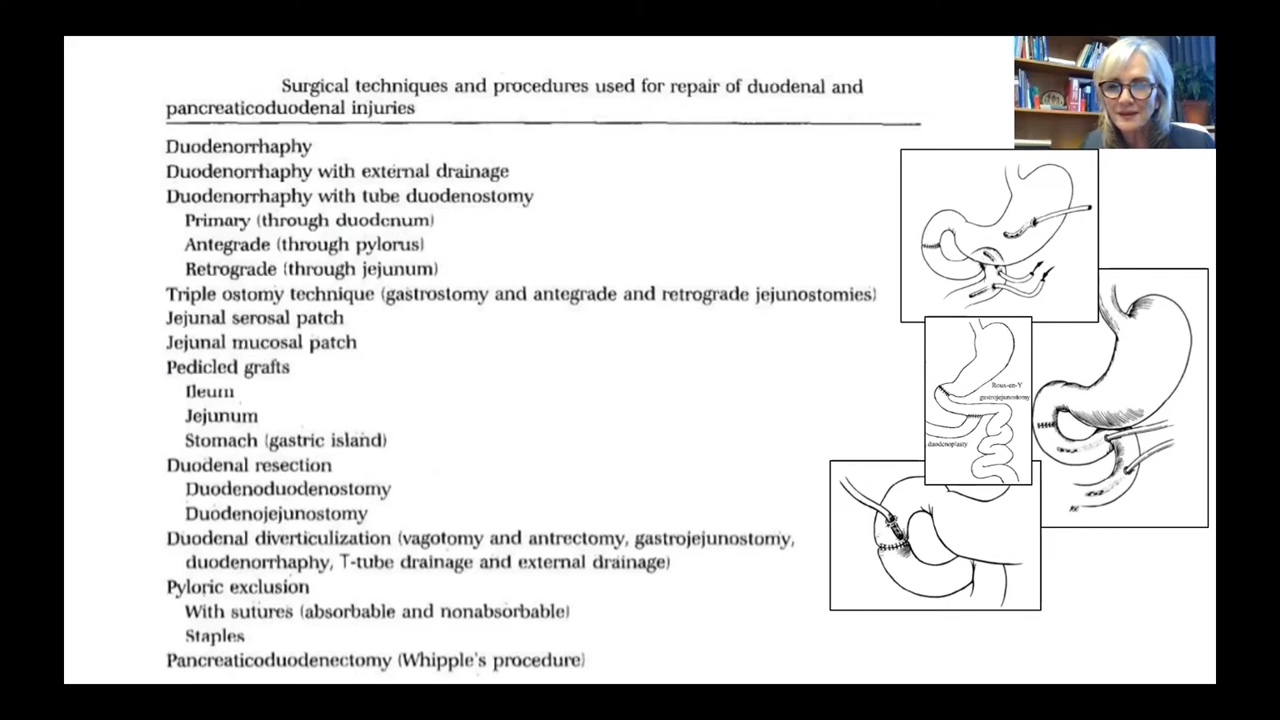 Surgical techniques and procedures used for repair of duodenal and
pancreaticoduodenal injuries
Duodenorrhaphy
Duodenorrhaphy with external drainage
Duodenorrhaphy with tube duodenostomy
Primary (through duodenum)
Antegrade (through pylorus)
Retrograde (through jejunum)
Triple ostomy technique (gastrostomy and antegrade and retrograde jejunostomies)
Jejunal serosal patch
Jejunal mucosal patch
Pedicled grafts
Ileum
Jejunum
Stomach (gastric island)
Duodenal resection
Duodenoduodenostomy
Duodenojejunostomy
Duodenal diverticulization (vagotomy and antrectomy, gastrojejunostomy,
duodenorrhaphy, T-tube drainage and external drainage)
Pyloric exclusion
With sutures (absorbable and nonabsorbable)
Staples
Pancreaticoduodenectomy (Whipple's procedure)
Roux-en-Y
gastrojejunostomy
duodenoplasty